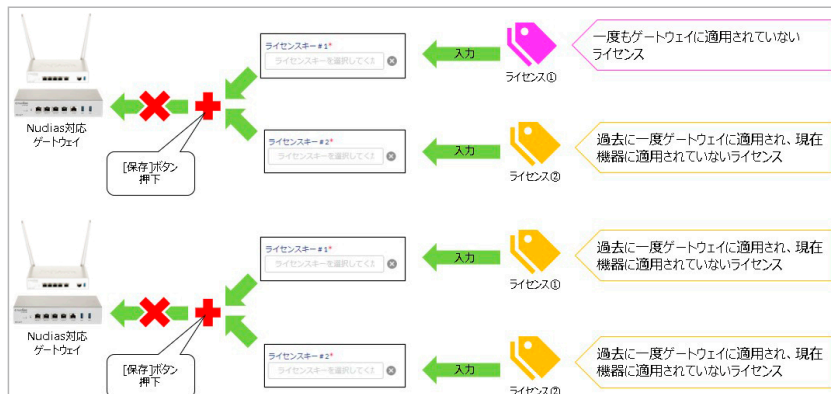 ライセンスキー#1*
ライセンスキーを選択してくだ
入力
ライセンス①
一度もゲートウェイに適用されていない
ライセンス
Nudias対応
ゲートウェイ
[保存]ボタン
押下
ライセンスキー#2*
ライセンスキーを選択してくだ
入力
ライセンス②
過去に一度ゲートウェイに適用され、現在
機器に適用されていないライセンス
ライセンスキー#1*
ライセンスキーを選択してくだ
入力
ライセンス①
過去に一度ゲートウェイに適用され、現在
機器に適用されていないライセンス
Nudias対応
ゲートウェイ
[保存]ボタン
押下
ライセンスキー#2*
ライセンスキーを選択してくだ
入力
ライセンス②
過去に一度ゲートウェイに適用され、現在
機器に適用されていないライセンス